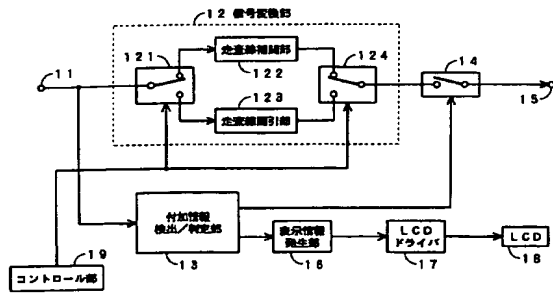 12 信号変換部
121
走査線補間部
122
124
14
11
123
走査線間引部
15
付加情報
検出/判定部
13
表示情報
発生部
16
LCD
ドライバ
17
LCD
18
19
コントロール部